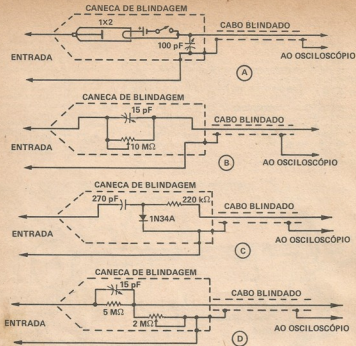 CANECA DE BLINDAGEM
1X2
CABO BLINDADO
100 pF
ENTRADA
AO OSCILOSCÓPIO
A
CANECA DE BLINDAGEM
15 pF
CABO BLINDADO
10 MΩ
ENTRADA
AO OSCILOSCÓPIO
B
CANECA DE BLINDAGEM
270 pF
220 kΩ
CABO BLINDADO
1N34A
ENTRADA
AO OSCILOSCÓPIO
C
CANECA DE BLINDAGEM
15 pF
CABO BLINDADO
5 MΩ
ENTRADA
2 MΩ
AO OSCILOSCÓPIO
D